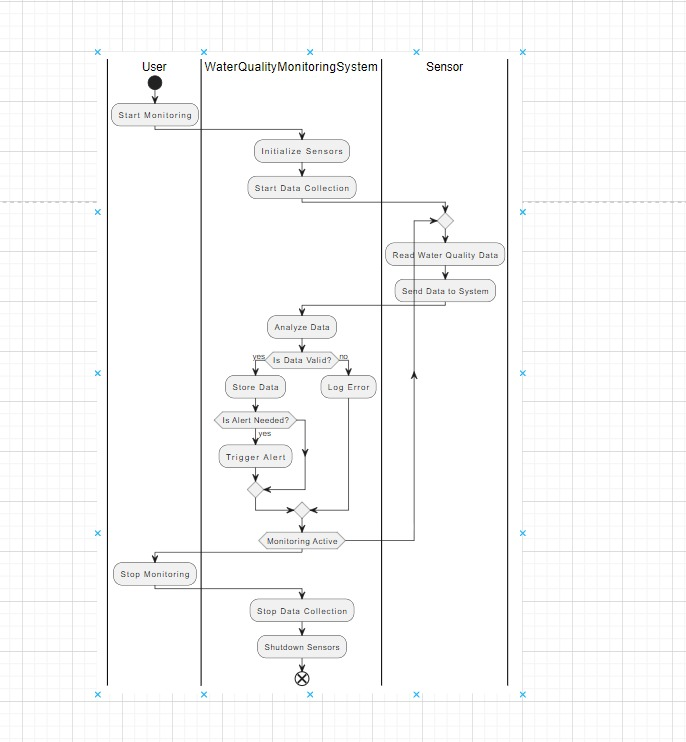 User
WaterQualityMonitoringSystem
Sensor
Start Monitoring
Initialize Sensors
Start Data Collection
Read Water Quality Data
Send Data to System
Analyze Data
Is Data Valid?
yes
no
Store Data
Log Error
Is Alert Needed?
yes
Trigger Alert
Monitoring Active
Stop Monitoring
Stop Data Collection
Shutdown Sensors